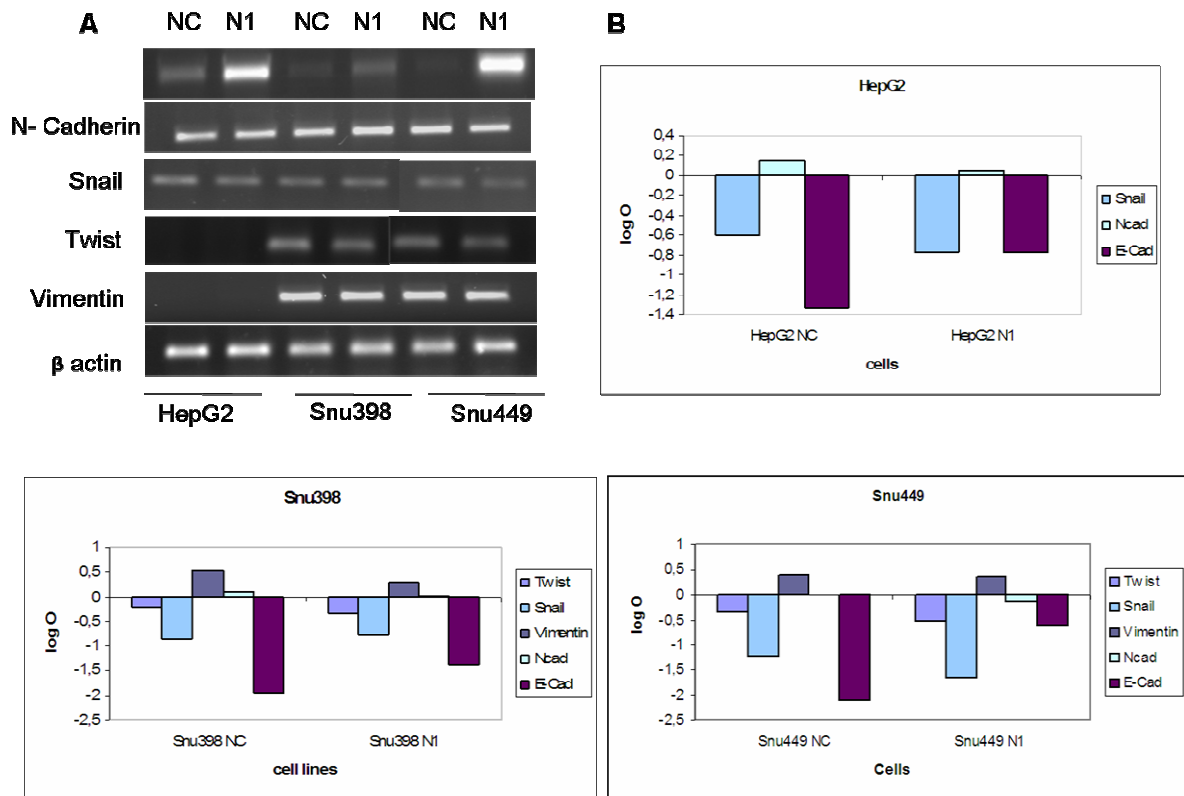 A NC N1 NC N1 NC N1
N- Cadherin
Snail
Twist
Vimentin
β actin
HepG2 Snu398 Snu449
B
HepG2
0,4
0,2
0
-0,2
-0,4
-0,6
-0,8
-1
-1,2
-1,4
log O
HepG2 NC HepG2 N1
cells
Snail
Ncad
E-Cad
Snu398
1
0,5
0
-0,5
-1
-1,5
-2
-2,5
log O
Snu398 NC Snu398 N1
cell lines
Twist
Snail
Vimentin
Ncad
E-Cad
Snu449
1
0,5
0
-0,5
-1
-1,5
-2
-2,5
log O
Snu449 NC Snu449 N1
Cells
Twist
Snail
Vimentin
Ncad
E-Cad